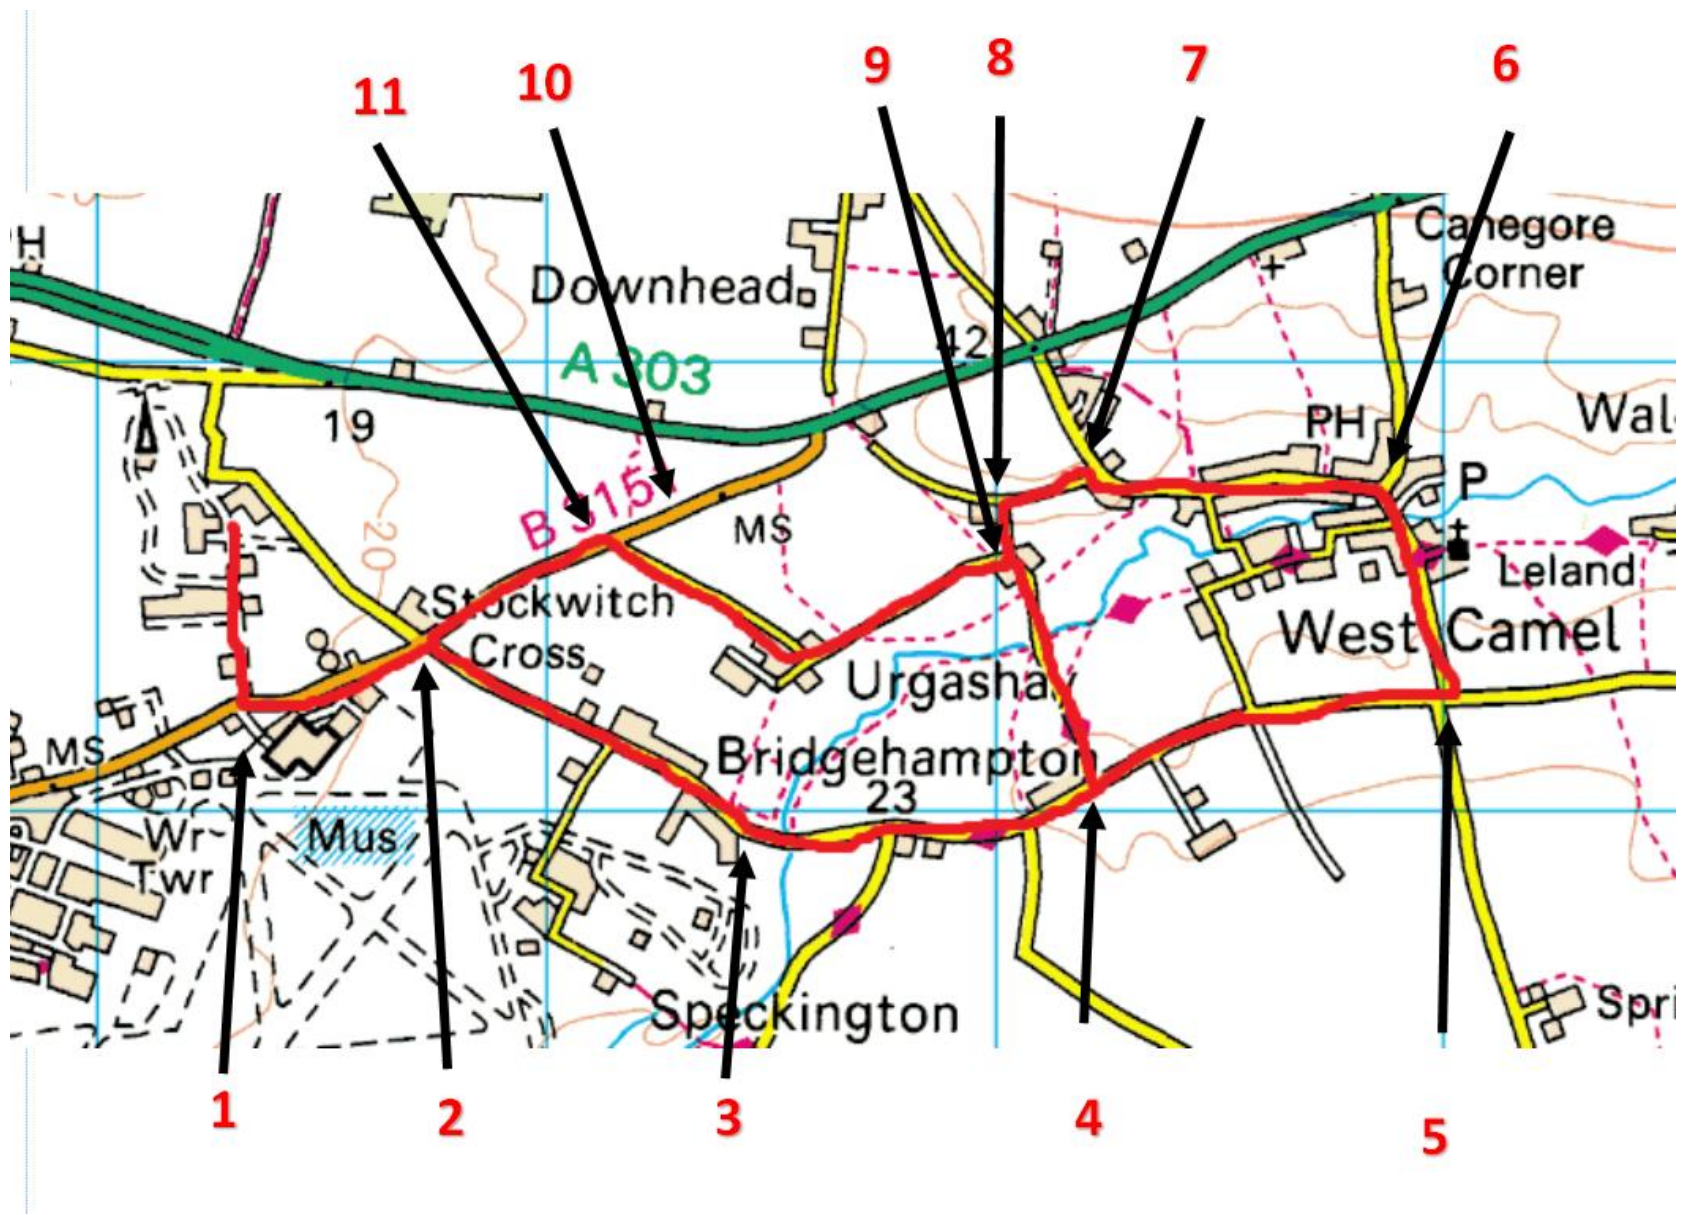 9 8 7 6
11 10
Canegore
Corner
H
Downhead
42
A 303
19
PH
Wal
B 315
P
MS
20
Leland
Stockwitch
Cross
West Camel
Urgashay
MS
Bridgehampton
23
Wr
Twr
Mus
Speckington
Spri
1 2 3 4 5